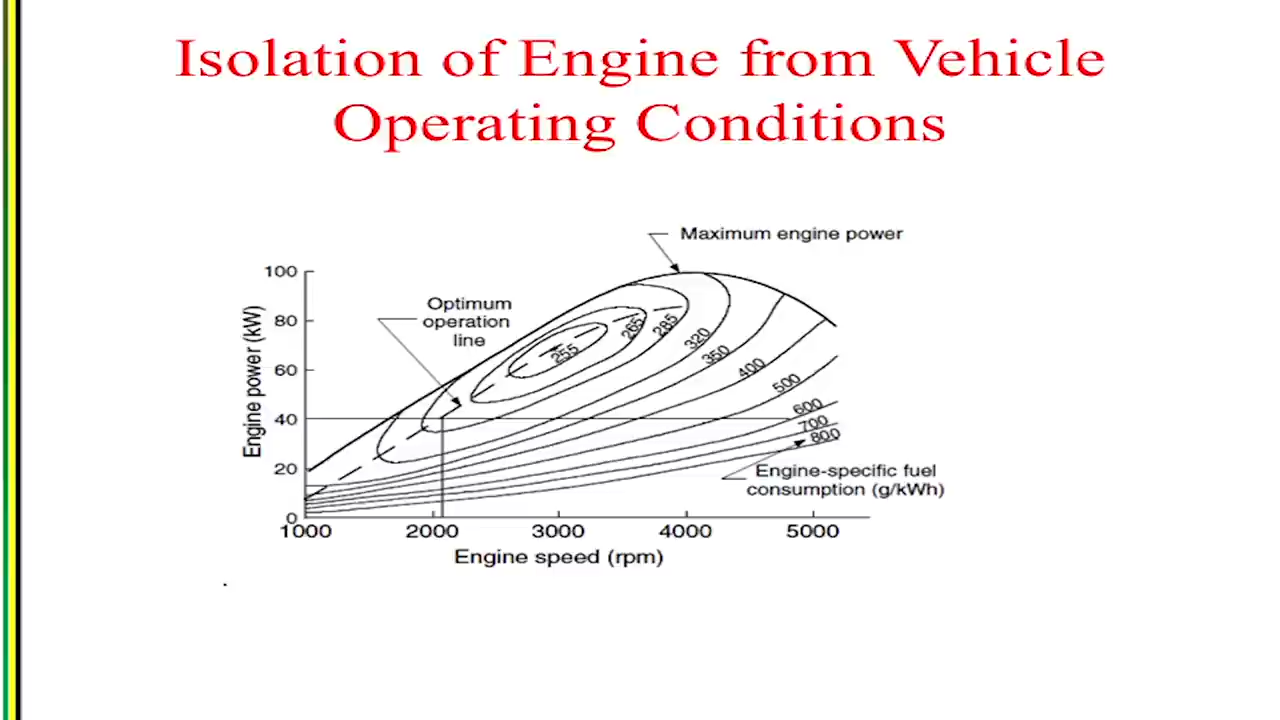 Isolation of Engine from Vehicle
Operating Conditions
Maximum engine power
100
80
60
40
20
0
Engine power (kW)
Optimum
operation
line
255
265
285
320
350
400
500
600
700
800
Engine-specific fuel
consumption (g/kWh)
1000 2000 3000 4000 5000
Engine speed (rpm)